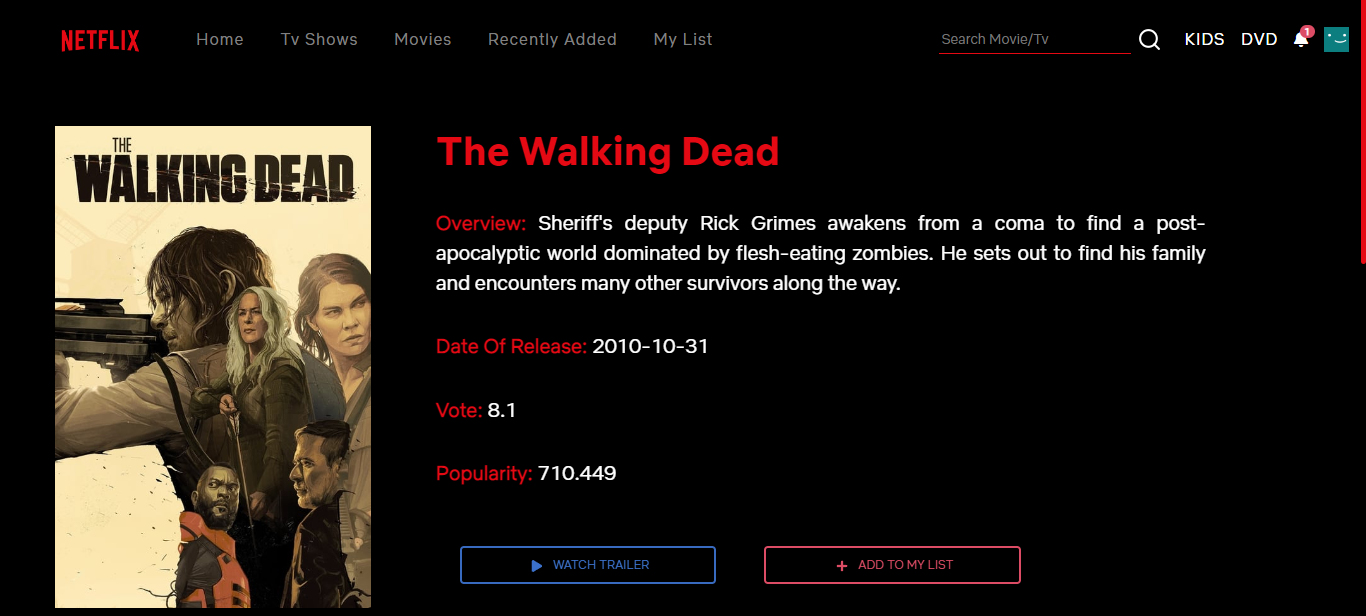 NETFLIX Home Tv Shows Movies Recently Added My List Search Movie/Tv KIDS DVD 1
THE
WALKING DEAD
The Walking Dead
Overview: Sheriff's deputy Rick Grimes awakens from a coma to find a post-
apocalyptic world dominated by flesh-eating zombies. He sets out to find his family
and encounters many other survivors along the way.
Date Of Release: 2010-10-31
Vote: 8.1
Popularity: 710.449
WATCH TRAILER
ADD TO MY LIST